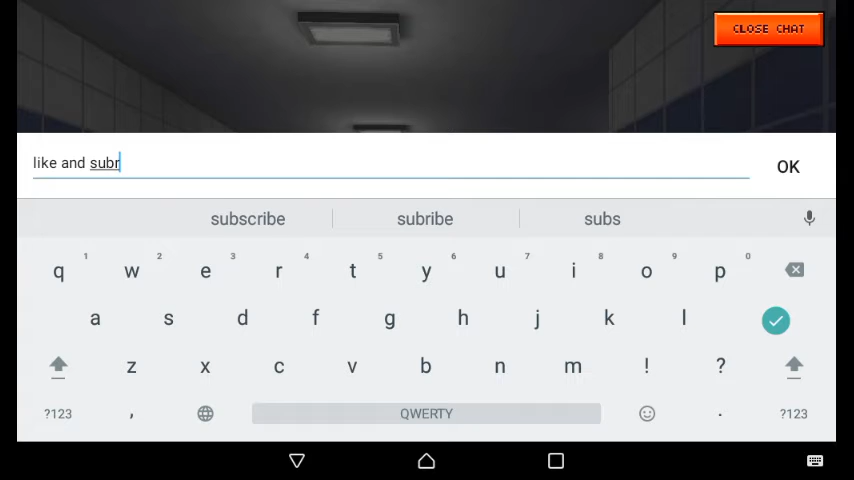 CLOSE CHAT
like and subr
OK
subscribe subribe subs
1 2 3 4 5 6 7 8 9 0
q w e r t y u i o p
a s d f g h j k l
z x c v b n m ! ?
?123 , QWERTY . ?123